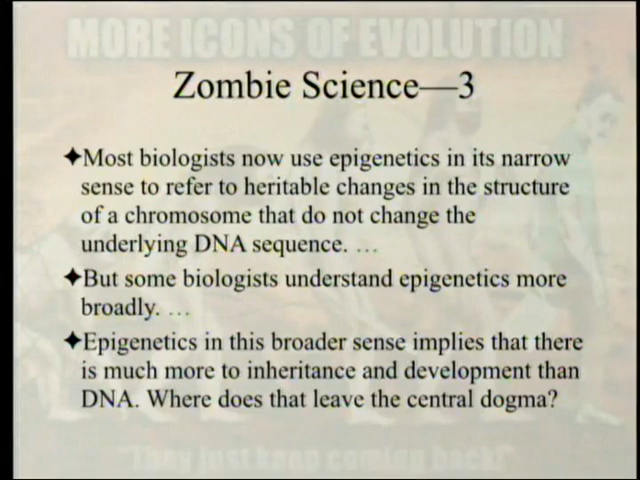 MORE ICONS OF EVOLUTION
Zombie Science—3
✦Most biologists now use epigenetics in its narrow
sense to refer to heritable changes in the structure
of a chromosome that do not change the
underlying DNA sequence. …
✦But some biologists understand epigenetics more
broadly. …
✦Epigenetics in this broader sense implies that there
is much more to inheritance and development than
DNA. Where does that leave the central dogma?
"They just keep coming back!"